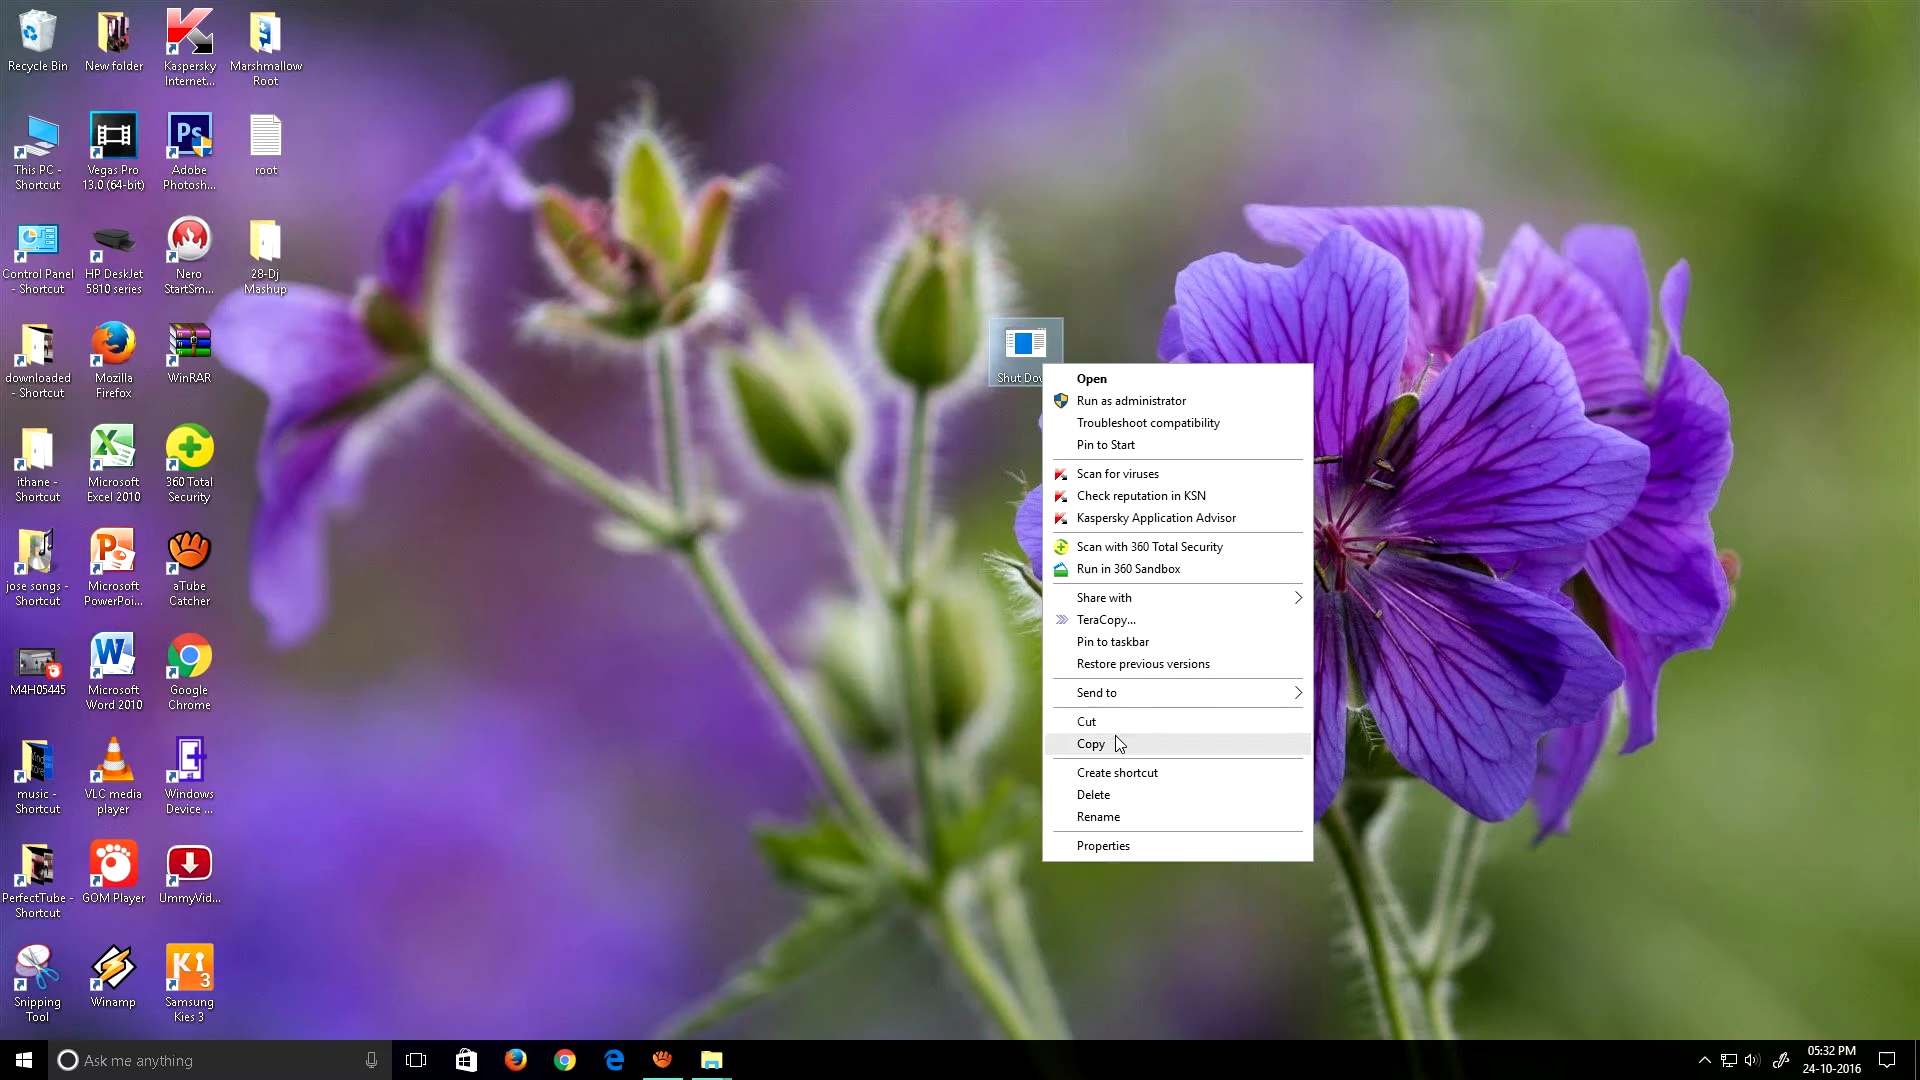 Recycle Bin
New folder
Kaspersky
Internet...
Marshmallow
Root
This PC -
Shortcut
Vegas Pro
13.0 (64-bit)
Ps
Adobe
Photosh...
root
Control Panel
- Shortcut
HP DeskJet
5810 series
Nero
StartSm...
28-Dj
Mashup
downloaded
- Shortcut
Mozilla
Firefox
WinRAR
ithane -
Shortcut
Microsoft
Excel 2010
360 Total
Security
jose songs -
Shortcut
Microsoft
PowerPoi...
aTube
Catcher
M4H05445
Microsoft
Word 2010
Google
Chrome
music -
Shortcut
VLC media
player
Windows
Device ...
PerfectTube -
Shortcut
GOM Player
UmmyVid...
Snipping
Tool
Winamp
Ki 3
Samsung
Kies 3
Shut Dov
Open
Run as administrator
Troubleshoot compatibility
Pin to Start
Scan for viruses
Check reputation in KSN
Kaspersky Application Advisor
Scan with 360 Total Security
Run in 360 Sandbox
Share with
TeraCopy...
Pin to taskbar
Restore previous versions
Send to
Cut
Copy
Create shortcut
Delete
Rename
Properties
Ask me anything
05:32 PM
24-10-2016